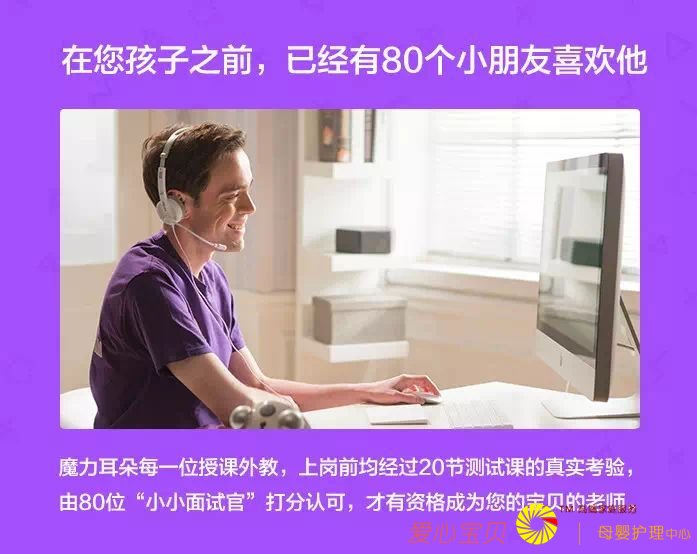 在您孩子之前，已经有80个小朋友喜欢他
魔力耳朵每一位授课外教，上岗前均经过20节测试课的真实考验，
由80位“小小面试官”打分认可，才有资格成为您的宝贝的老师
爱心宝贝
母婴护理中心